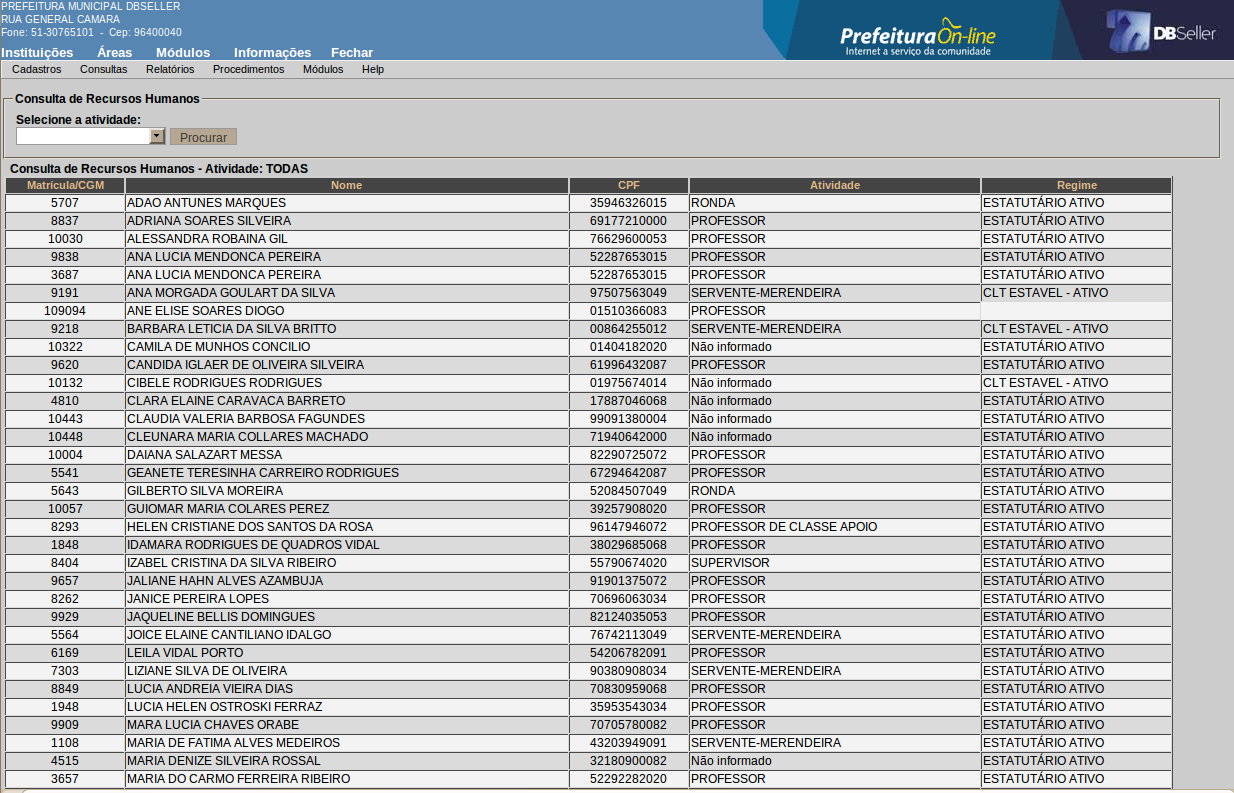 PREFEITURA MUNICIPAL DBSELLER
RUA GENERAL CAMARA
Fone: 51-30765101 - Cep: 96400040
Prefeitura On-line
Internet a serviço da comunidade
DBSeller
Instituições Áreas Módulos Informações Fechar
Cadastros Consultas Relatórios Procedimentos Módulos Help
Consulta de Recursos Humanos
Selecione a atividade:
Procurar
Consulta de Recursos Humanos - Atividade: TODAS
Matrícula/CGM Nome CPF Atividade Regime
5707 ADAO ANTUNES MARQUES 35946326015 RONDA ESTATUTÁRIO ATIVO
8837 ADRIANA SOARES SILVEIRA 69177210000 PROFESSOR ESTATUTÁRIO ATIVO
10030 ALESSANDRA ROBAINA GIL 76629600053 PROFESSOR ESTATUTÁRIO ATIVO
9838 ANA LUCIA MENDONCA PEREIRA 52287653015 PROFESSOR ESTATUTÁRIO ATIVO
3687 ANA LUCIA MENDONCA PEREIRA 52287653015 PROFESSOR ESTATUTÁRIO ATIVO
9191 ANA MORGADA GOULART DA SILVA 97507563049 SERVENTE-MERENDEIRA CLT ESTAVEL - ATIVO
109094 ANE ELISE SOARES DIOGO 01510366083 PROFESSOR
9218 BARBARA LETICIA DA SILVA BRITTO 00864255012 SERVENTE-MERENDEIRA CLT ESTAVEL - ATIVO
10322 CAMILA DE MUNHOS CONCILIO 01404182020 Não informado ESTATUTÁRIO ATIVO
9620 CANDIDA IGLAER DE OLIVEIRA SILVEIRA 61996432087 PROFESSOR ESTATUTÁRIO ATIVO
10132 CIBELE RODRIGUES RODRIGUES 01975674014 Não informado CLT ESTAVEL - ATIVO
4810 CLARA ELAINE CARAVACA BARRETO 17887046068 Não informado ESTATUTÁRIO ATIVO
10443 CLAUDIA VALERIA BARBOSA FAGUNDES 99091380004 Não informado ESTATUTÁRIO ATIVO
10448 CLEUNARA MARIA COLLARES MACHADO 71940642000 Não informado ESTATUTÁRIO ATIVO
10004 DAIANA SALAZART MESSA 82290725072 PROFESSOR ESTATUTÁRIO ATIVO
5541 GEANETE TERESINHA CARREIRO RODRIGUES 67294642087 PROFESSOR ESTATUTÁRIO ATIVO
5643 GILBERTO SILVA MOREIRA 52084507049 RONDA ESTATUTÁRIO ATIVO
10057 GUIOMAR MARIA COLARES PEREZ 39257908020 PROFESSOR ESTATUTÁRIO ATIVO
8293 HELEN CRISTIANE DOS SANTOS DA ROSA 96147946072 PROFESSOR DE CLASSE APOIO ESTATUTÁRIO ATIVO
1848 IDAMARA RODRIGUES DE QUADROS VIDAL 38029685068 PROFESSOR ESTATUTÁRIO ATIVO
8404 IZABEL CRISTINA DA SILVA RIBEIRO 55790674020 SUPERVISOR ESTATUTÁRIO ATIVO
9657 JALIANE HAHN ALVES AZAMBUJA 91901375072 PROFESSOR ESTATUTÁRIO ATIVO
8262 JANICE PEREIRA LOPES 70696063034 PROFESSOR ESTATUTÁRIO ATIVO
9929 JAQUELINE BELLIS DOMINGUES 82124035053 PROFESSOR ESTATUTÁRIO ATIVO
5564 JOICE ELAINE CANTILIANO IDALGO 76742113049 SERVENTE-MERENDEIRA ESTATUTÁRIO ATIVO
6169 LEILA VIDAL PORTO 54206782091 PROFESSOR ESTATUTÁRIO ATIVO
7303 LIZIANE SILVA DE OLIVEIRA 90380908034 SERVENTE-MERENDEIRA ESTATUTÁRIO ATIVO
8849 LUCIA ANDREIA VIEIRA DIAS 70830959068 PROFESSOR ESTATUTÁRIO ATIVO
1948 LUCIA HELEN OSTROSKI FERRAZ 35953543034 PROFESSOR ESTATUTÁRIO ATIVO
9909 MARA LUCIA CHAVES ORABE 70705780082 PROFESSOR ESTATUTÁRIO ATIVO
1108 MARIA DE FATIMA ALVES MEDEIROS 43203949091 SERVENTE-MERENDEIRA ESTATUTÁRIO ATIVO
4515 MARIA DENIZE SILVEIRA ROSSAL 32180900082 Não informado ESTATUTÁRIO ATIVO
3657 MARIA DO CARMO FERREIRA RIBEIRO 52292282020 PROFESSOR ESTATUTÁRIO ATIVO